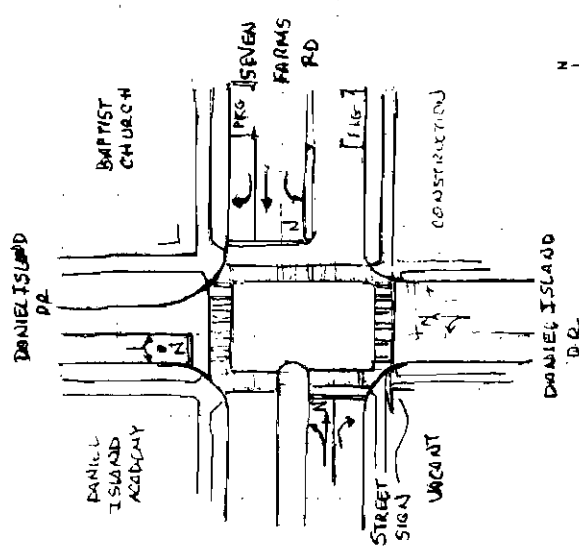 DANIEL ISLAND
DR
BAPTIST
CHURCH
SEVEN
FARMS
RD
PKG
N
PKG
CONSTRUCTION
N
DANIEL
ISLAND
ACADEMY
N
N
N
STREET
SIGN
VACANT
DANIEL ISLAND
DR.